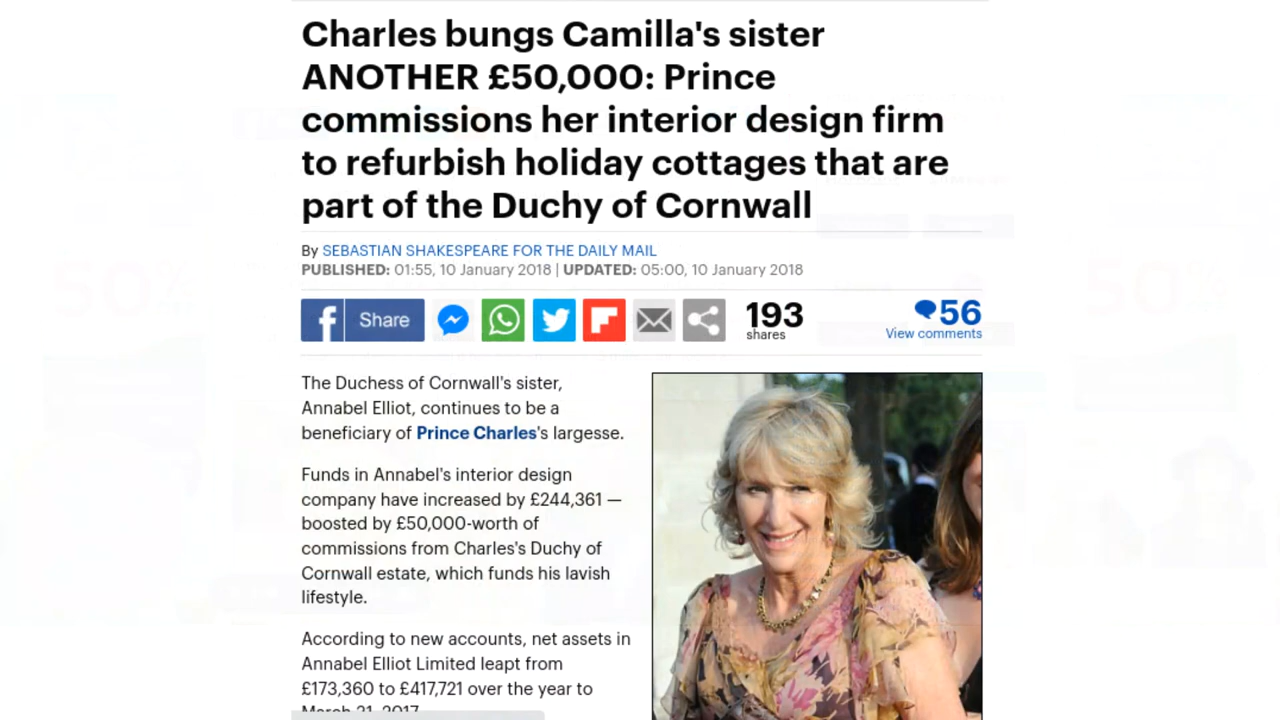 Charles bungs Camilla's sister
ANOTHER £50,000: Prince
commissions her interior design firm
to refurbish holiday cottages that are
part of the Duchy of Cornwall
By SEBASTIAN SHAKESPEARE FOR THE DAILY MAIL
PUBLISHED: 01:55, 10 January 2018 | UPDATED: 05:00, 10 January 2018
Share
193
shares
56
View comments
The Duchess of Cornwall's sister,
Annabel Elliot, continues to be a
beneficiary of Prince Charles's largesse.
Funds in Annabel's interior design
company have increased by £244,361 —
boosted by £50,000-worth of
commissions from Charles's Duchy of
Cornwall estate, which funds his lavish
lifestyle.
According to new accounts, net assets in
Annabel Elliot Limited leapt from
£173,360 to £417,721 over the year to
March 31, 2017
50%
50%